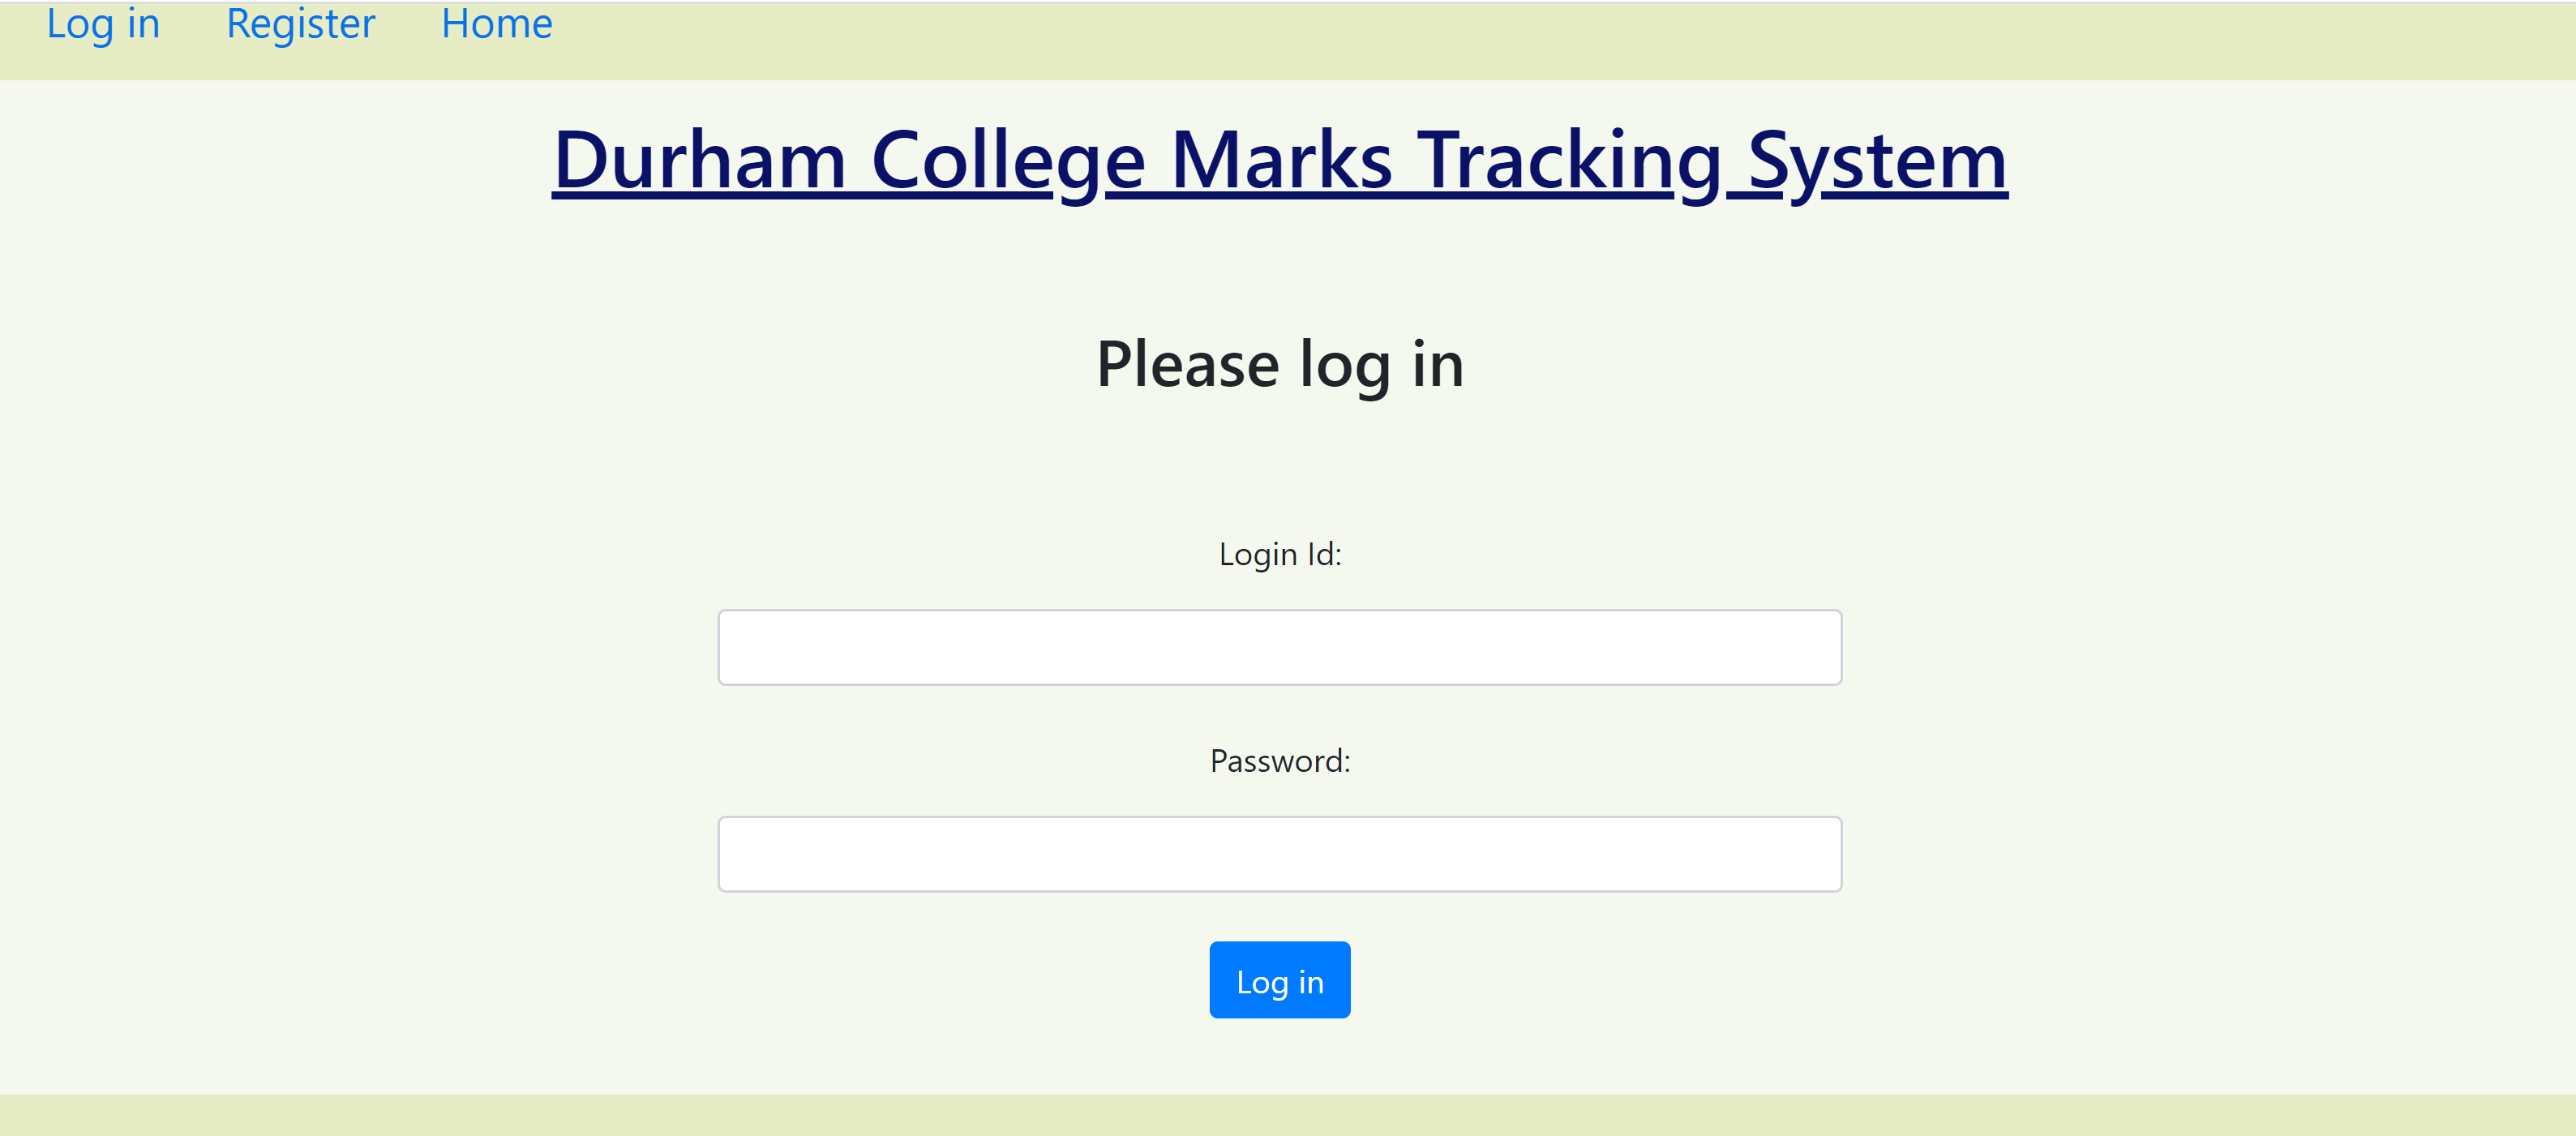 Log in Register Home
Durham College Marks Tracking System
Please log in
Login Id:
Password:
Log in